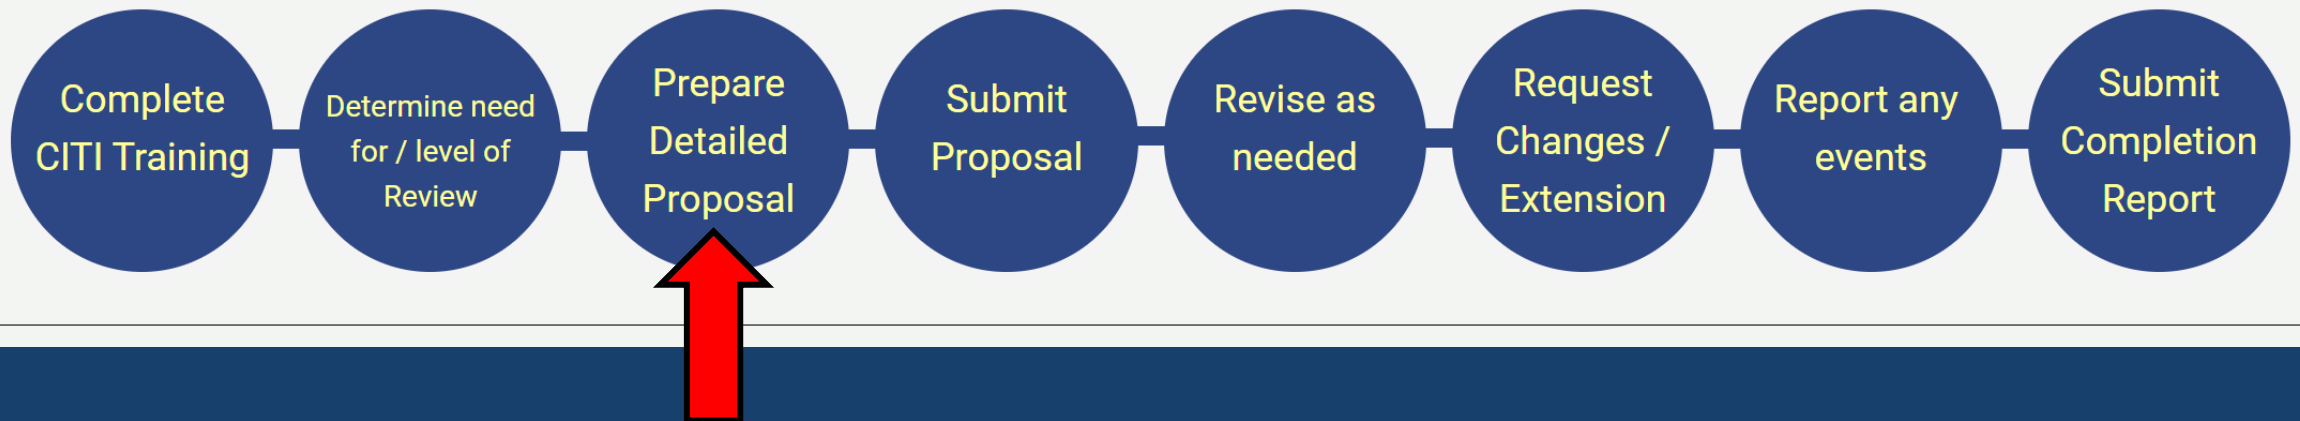 Complete
CITI Training
Determine need
for / level of
Review
Prepare
Detailed
Proposal
Submit
Proposal
Revise as
needed
Request
Changes /
Extension
Report any
events
Submit
Completion
Report